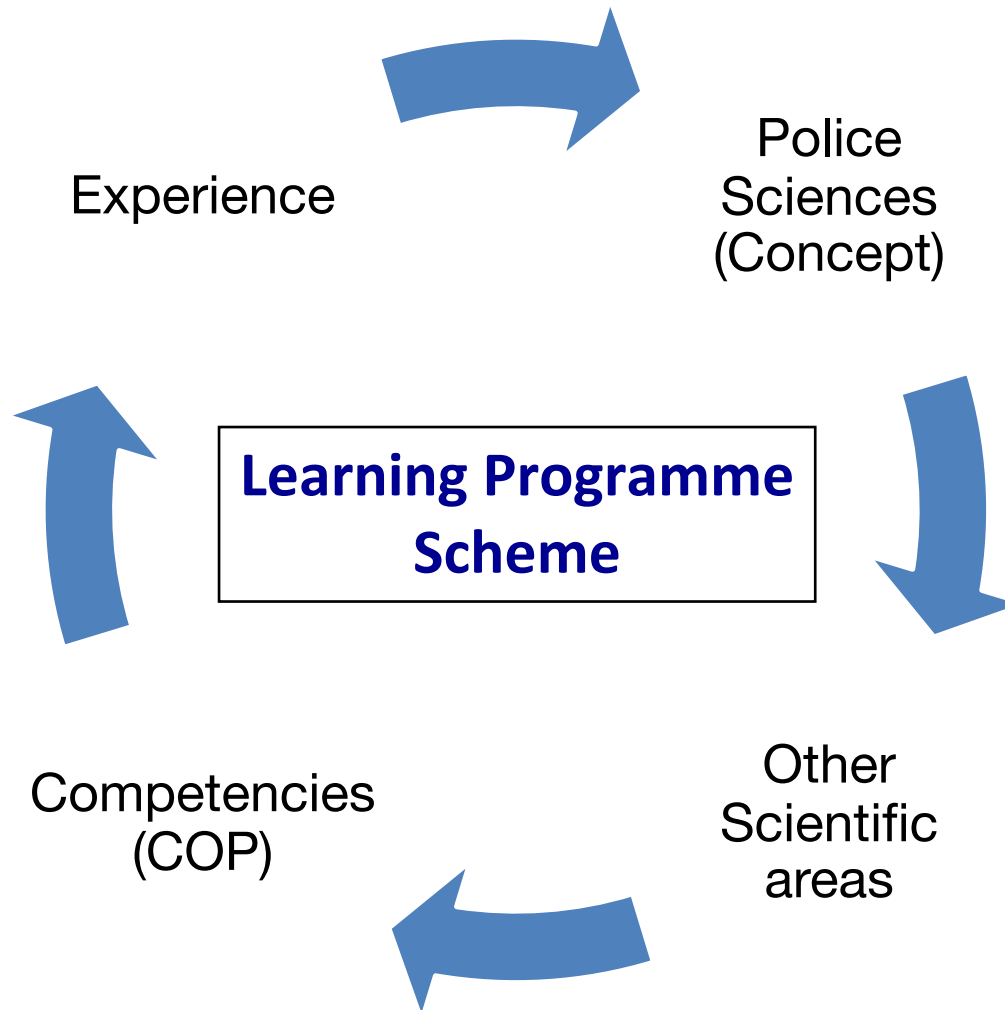 Experience
Police
Sciences
(Concept)
Learning Programme
Scheme
Competencies
(COP)
Other
Scientific
areas